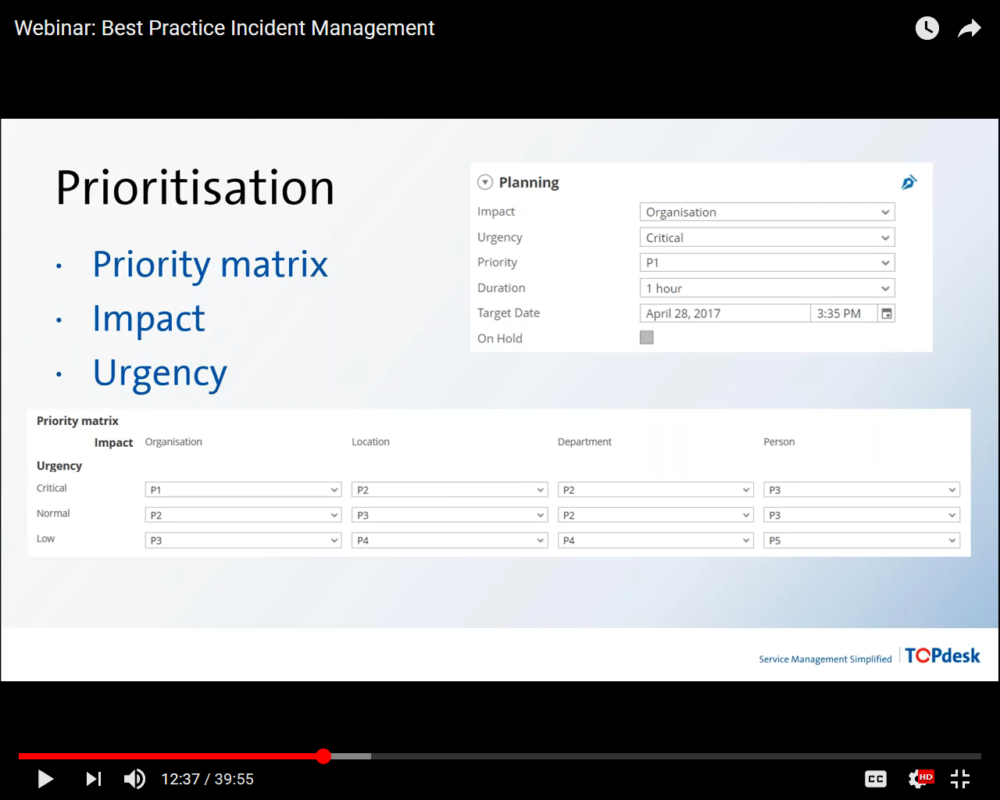 Webinar: Best Practice Incident Management
Prioritisation
· Priority matrix
· Impact
· Urgency
Planning
Impact Organisation
Urgency Critical
Priority P1
Duration 1 hour
Target Date April 28, 2017 3:35 PM
On Hold
Priority matrix
Impact Organisation Location Department Person
Urgency
Critical P1 P2 P2 P3
Normal P2 P3 P2 P3
Low P3 P4 P4 P5
Service Management Simplified TOPdesk
12:37 / 39:55 CC HD